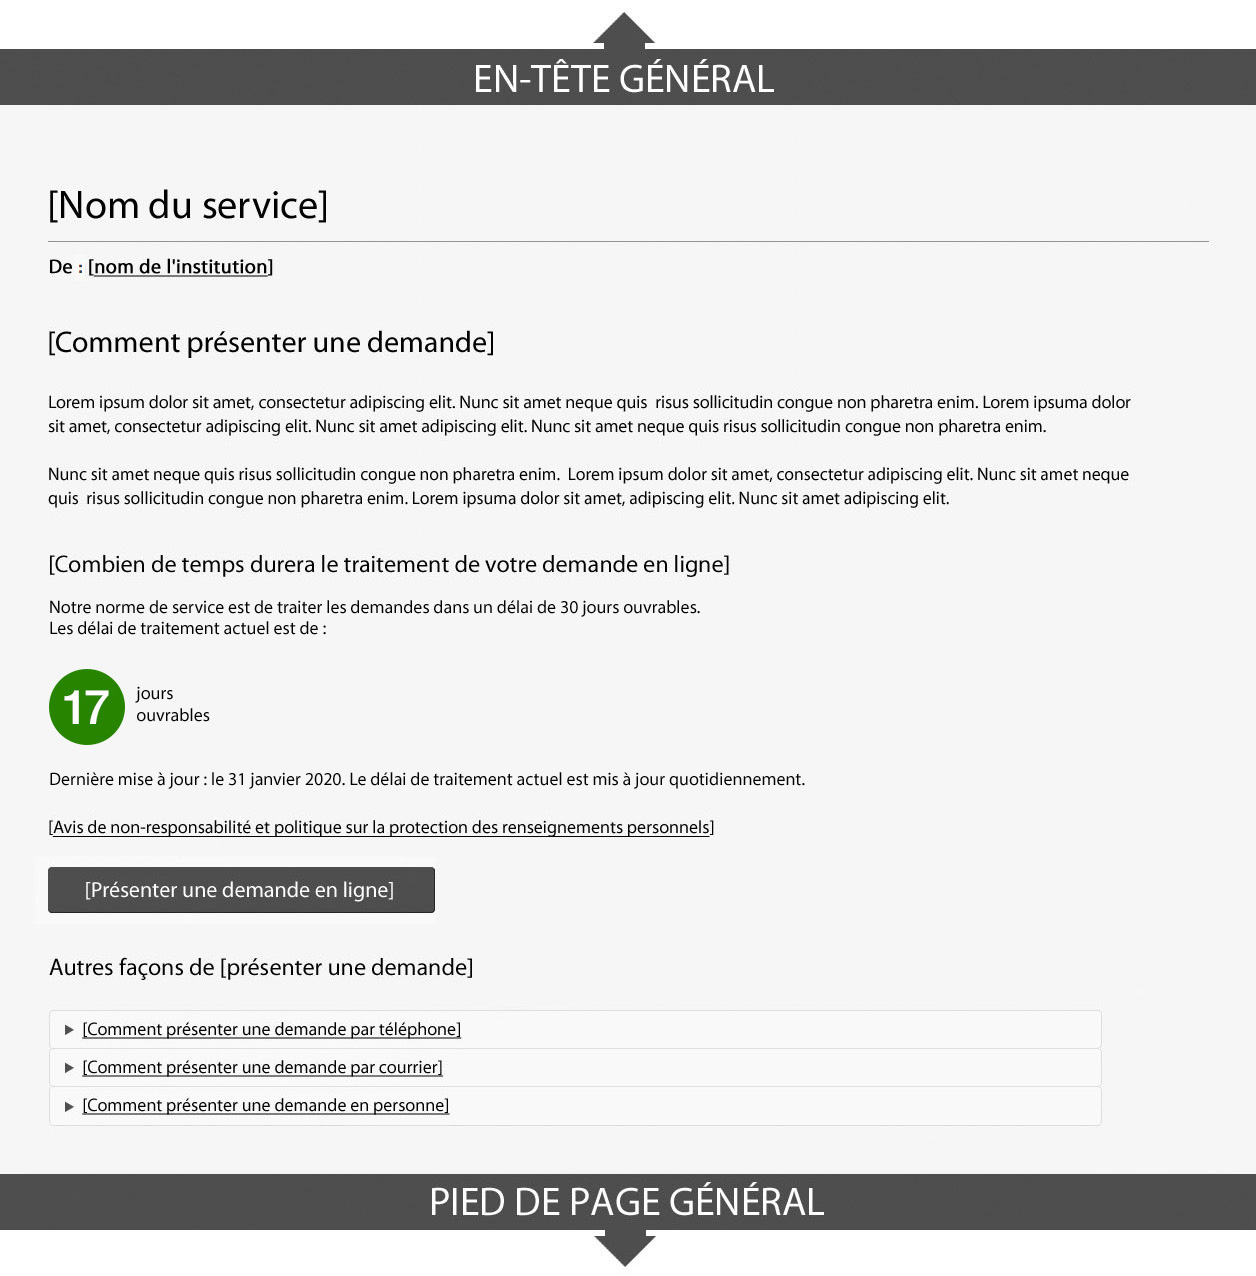 EN-TÊTE GÉNÉRAL
[Nom du service]
De : [nom de l'institution]
[Comment présenter une demande]
Lorem ipsum dolor sit amet, consectetur adipiscing elit. Nunc sit amet neque quis  risus sollicitudin congue non pharetra enim. Lorem ipsuma dolor
sit amet, consectetur adipiscing elit. Nunc sit amet adipiscing elit. Nunc sit amet neque quis risus sollicitudin congue non pharetra enim.
Nunc sit amet neque quis risus sollicitudin congue non pharetra enim.  Lorem ipsum dolor sit amet, consectetur adipiscing elit. Nunc sit amet neque
quis  risus sollicitudin congue non pharetra enim. Lorem ipsuma dolor sit amet, adipiscing elit. Nunc sit amet adipiscing elit.
[Combien de temps durera le traitement de votre demande en ligne]
Notre norme de service est de traiter les demandes dans un délai de 30 jours ouvrables.
Les délai de traitement actuel est de :
17 jours
ouvrables
Dernière mise à jour : le 31 janvier 2020. Le délai de traitement actuel est mis à jour quotidiennement.
[Avis de non-responsabilité et politique sur la protection des renseignements personnels]
[Présenter une demande en ligne]
Autres façons de [présenter une demande]
[Comment présenter une demande par téléphone]
[Comment présenter une demande par courrier]
[Comment présenter une demande en personne]
PIED DE PAGE GÉNÉRAL